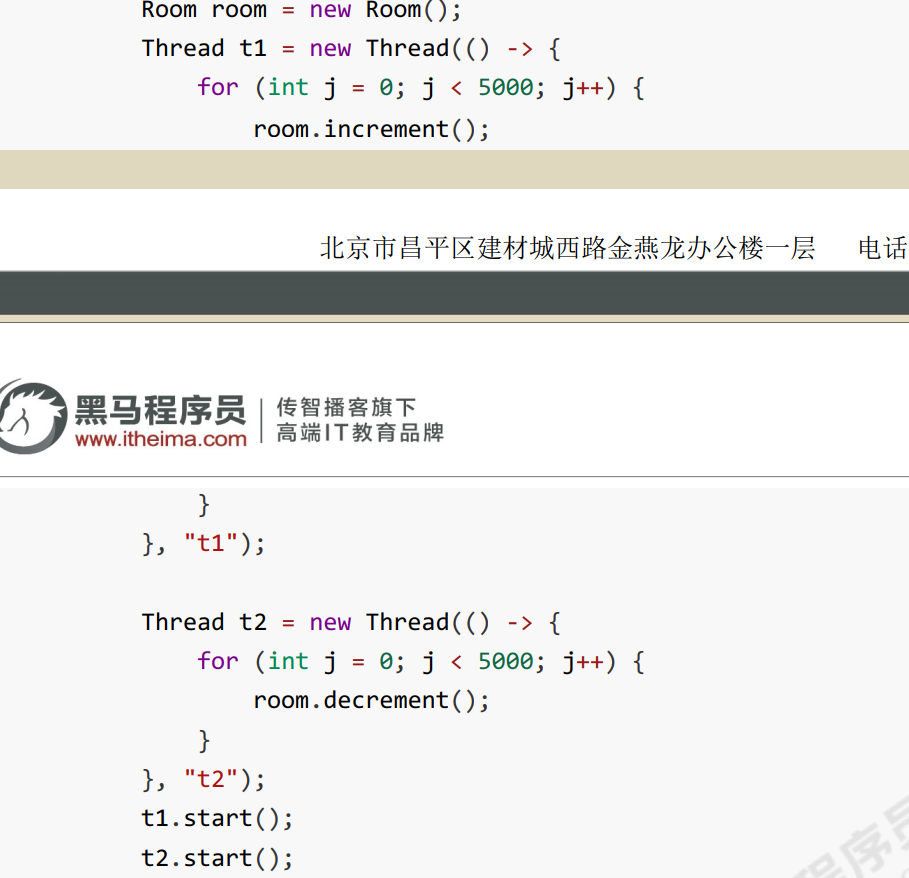 Room room = new Room();
Thread t1 = new Thread(() -> {
    for (int j = 0; j < 5000; j++) {
        room.increment();
北京市昌平区建材城西路金燕龙办公楼一层 电话
黑马程序员
www.itheima.com
传智播客旗下
高端IT教育品牌
    }
}, "t1");
Thread t2 = new Thread(() -> {
    for (int j = 0; j < 5000; j++) {
        room.decrement();
    }
}, "t2");
t1.start();
t2.start();
程序员